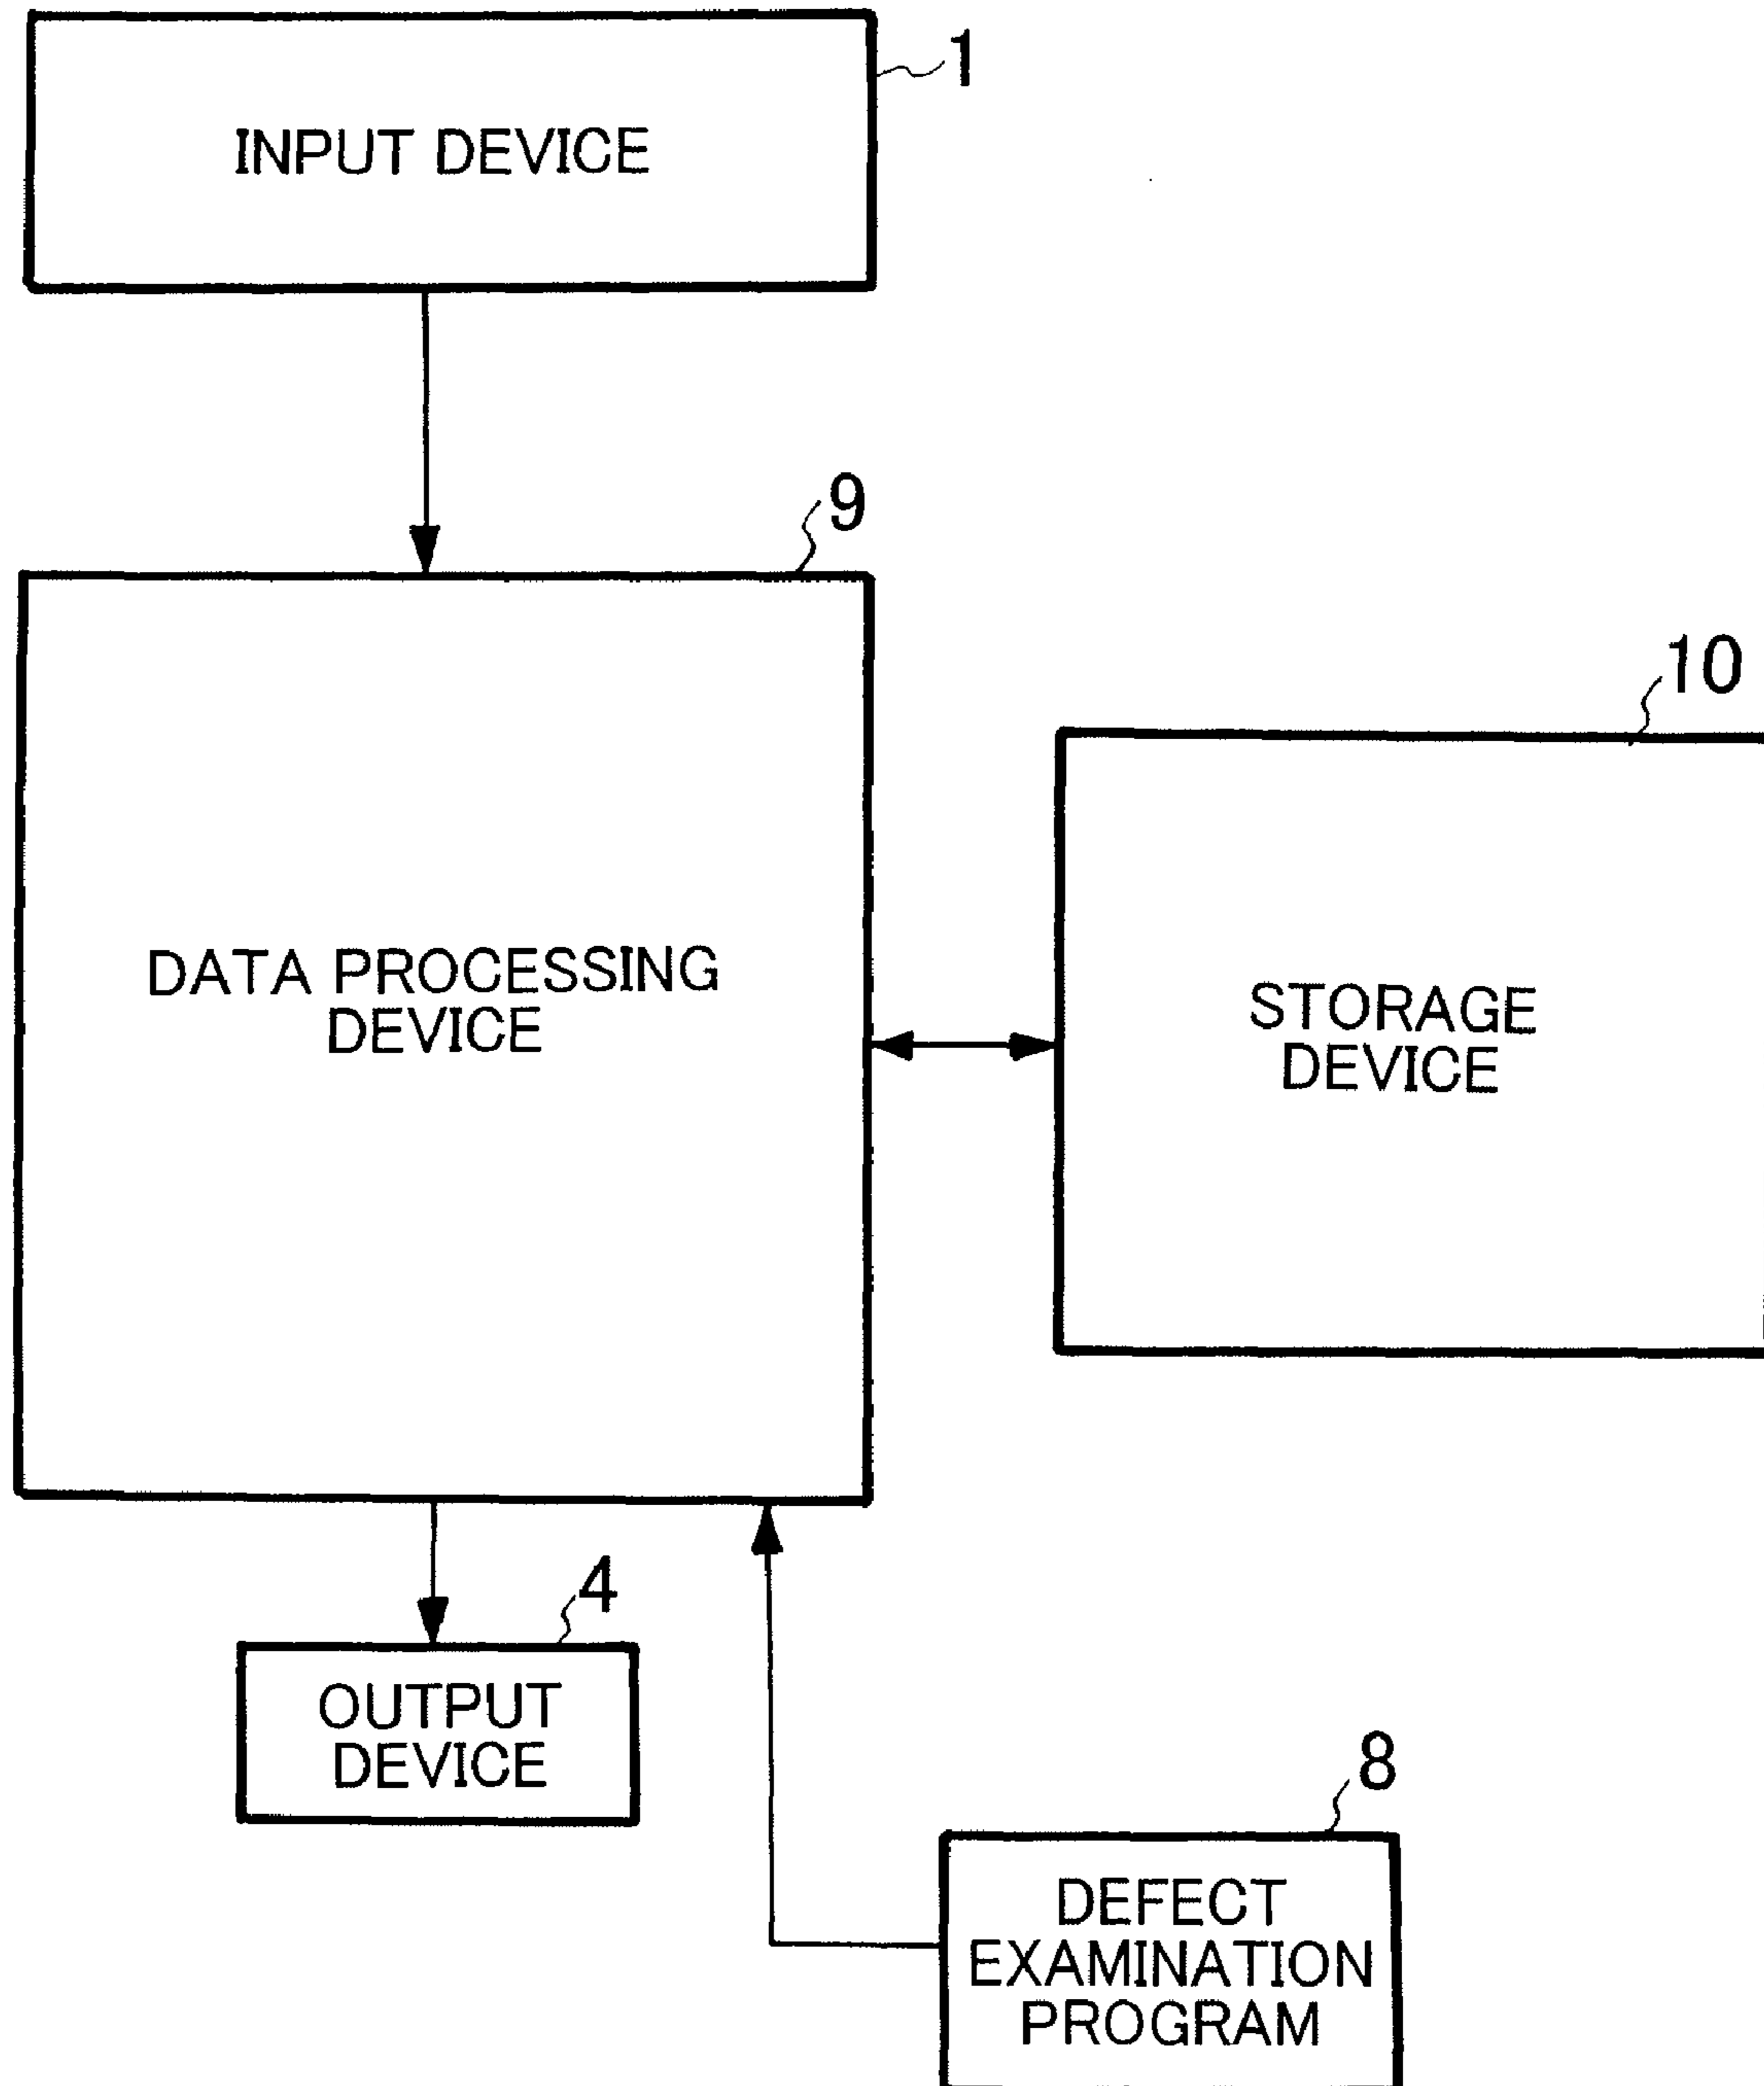 1
INPUT DEVICE
9
10
DATA PROCESSING
DEVICE
STORAGE
DEVICE
4
OUTPUT
DEVICE
8
DEFECT
EXAMINATION
PROGRAM